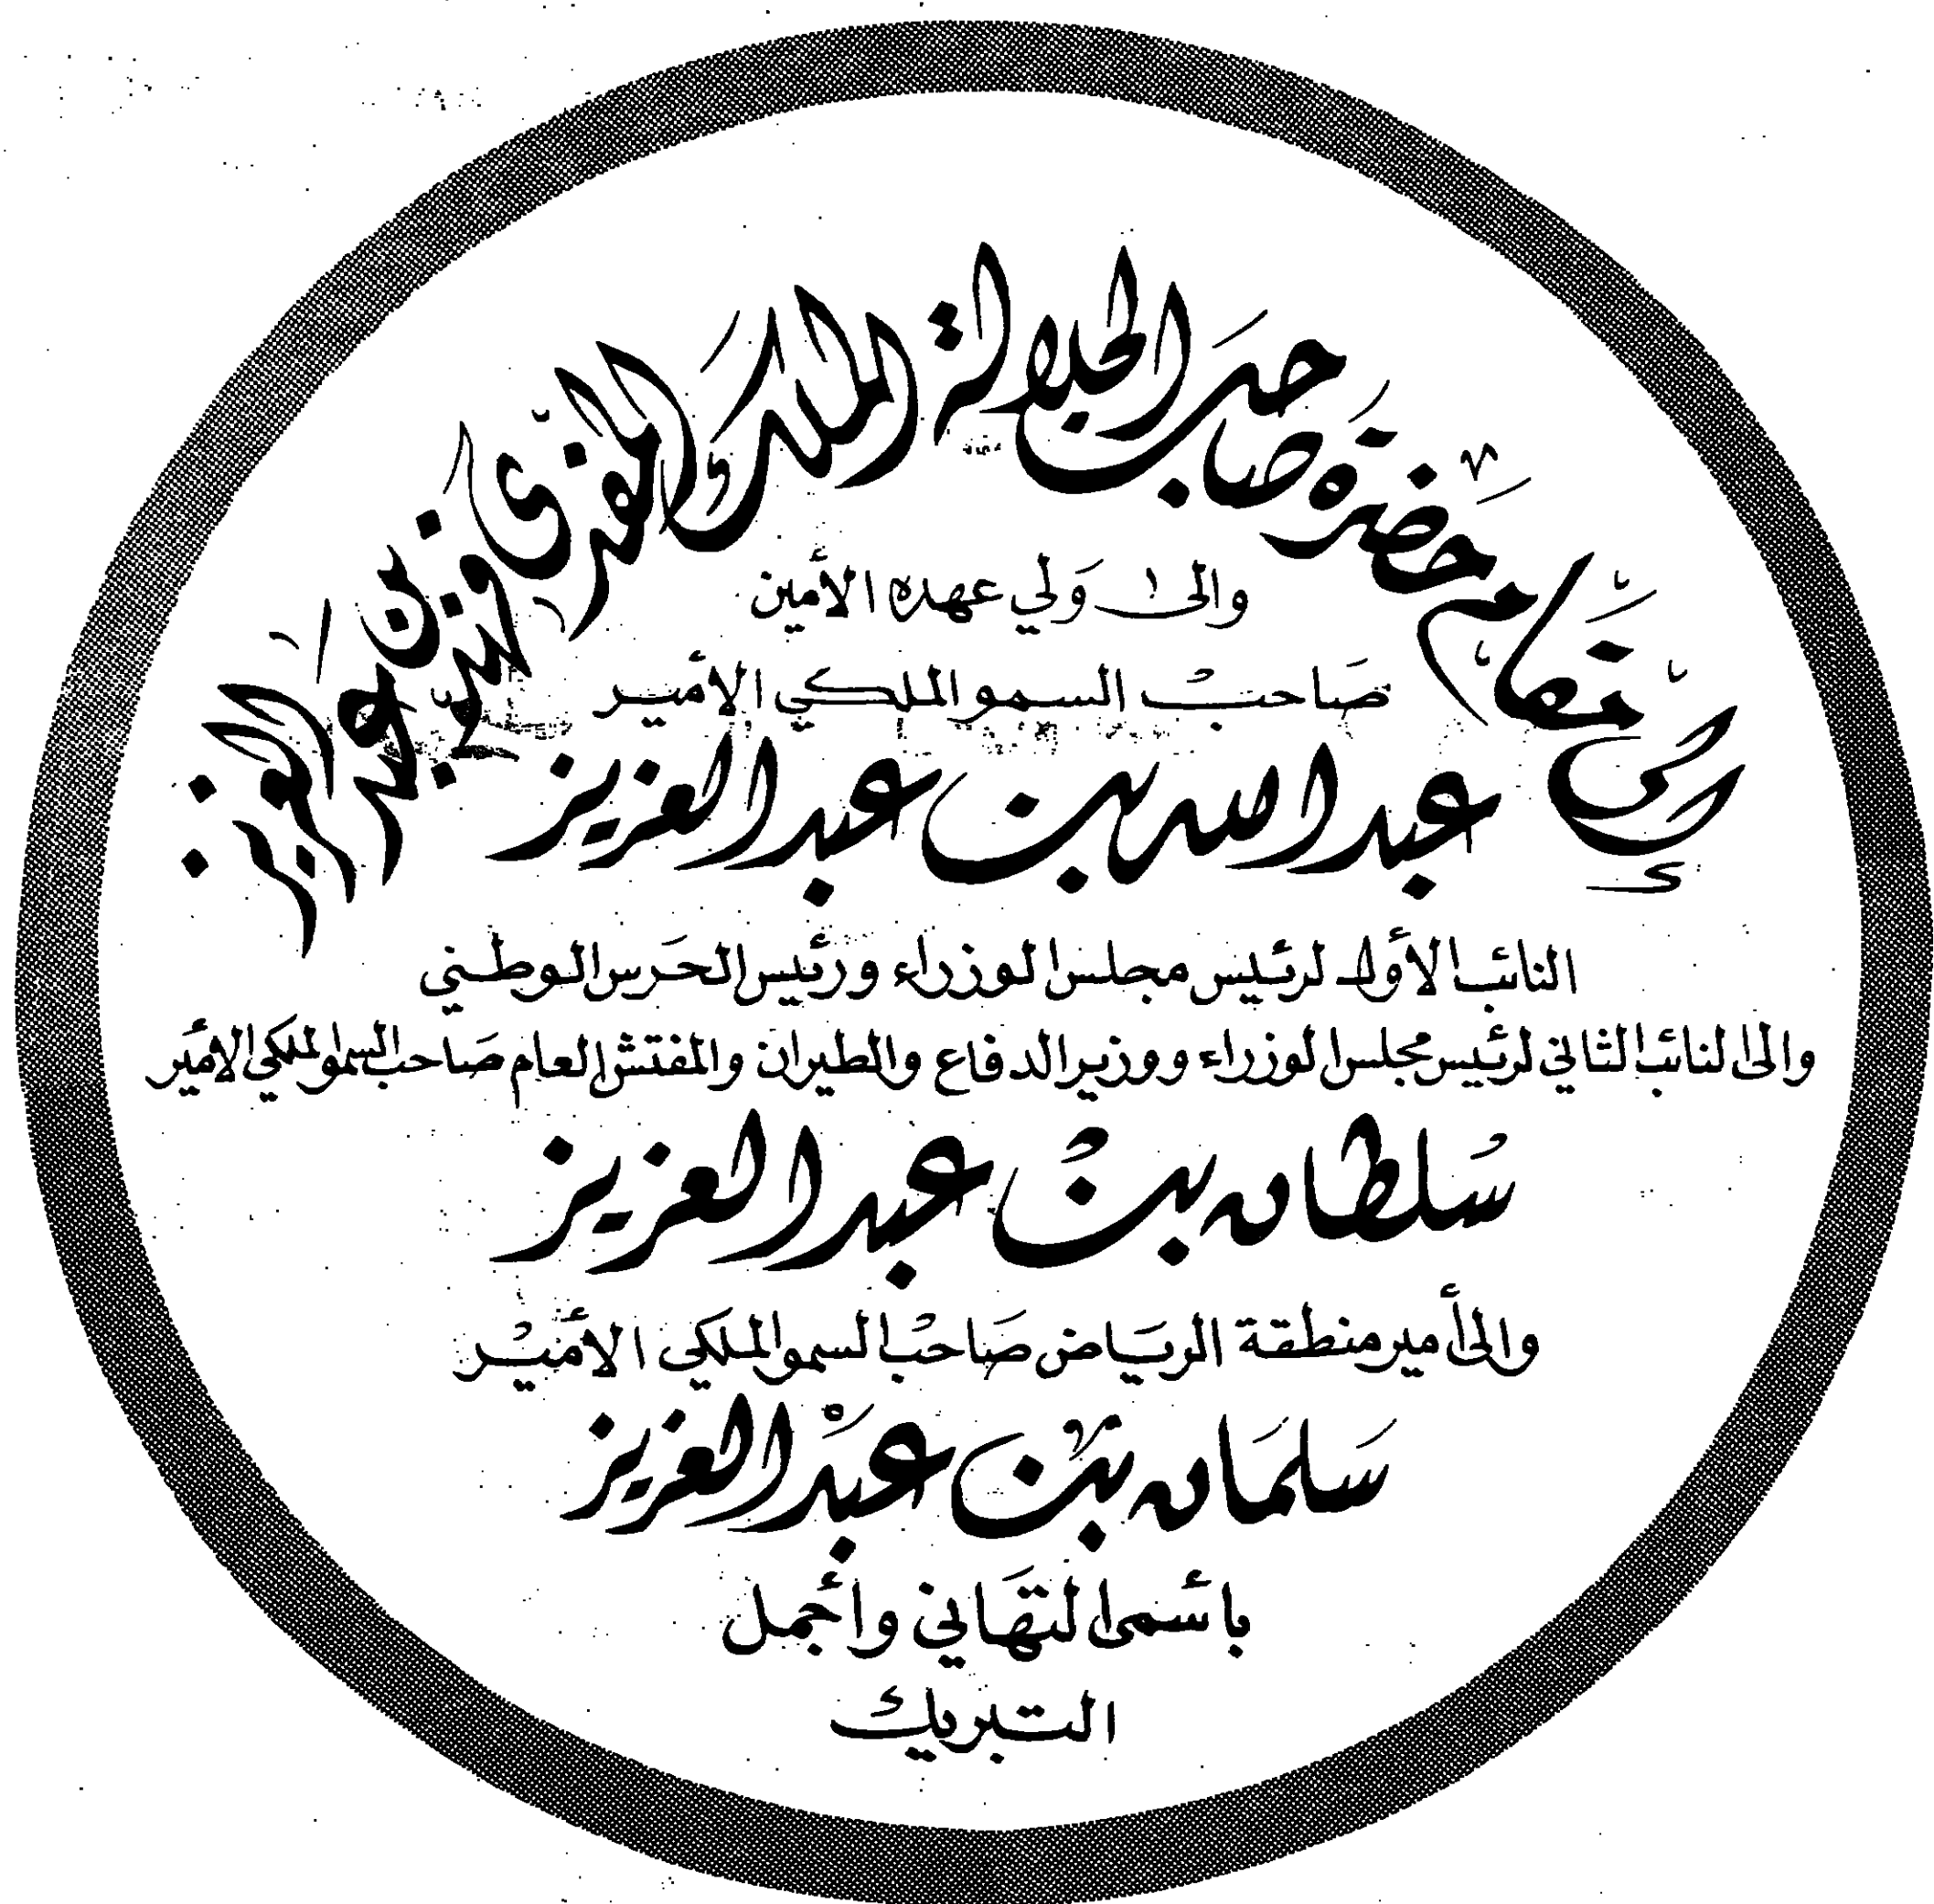 إلى مقام حضرة صاحب الجلالة الملك المفدى فهد بن عبد العزيز
والى ولي عهده الأمين
صاحب السمو الملكي الأمير
عبد الله بن عبد العزيز
النائب الأول لرئيس مجلس الوزراء ورئيس الحرس الوطني
والى النائب الثاني لرئيس مجلس الوزراء ووزير الدفاع والطيران والمفتش العام صاحب السمو الملكي الأمير
سلطان بن عبد العزيز
والى أمير منطقة الرياض صاحب السمو الملكي الأمير
سلمان بن عبد العزيز
بأسمى التهاني وأجمل
التبريك